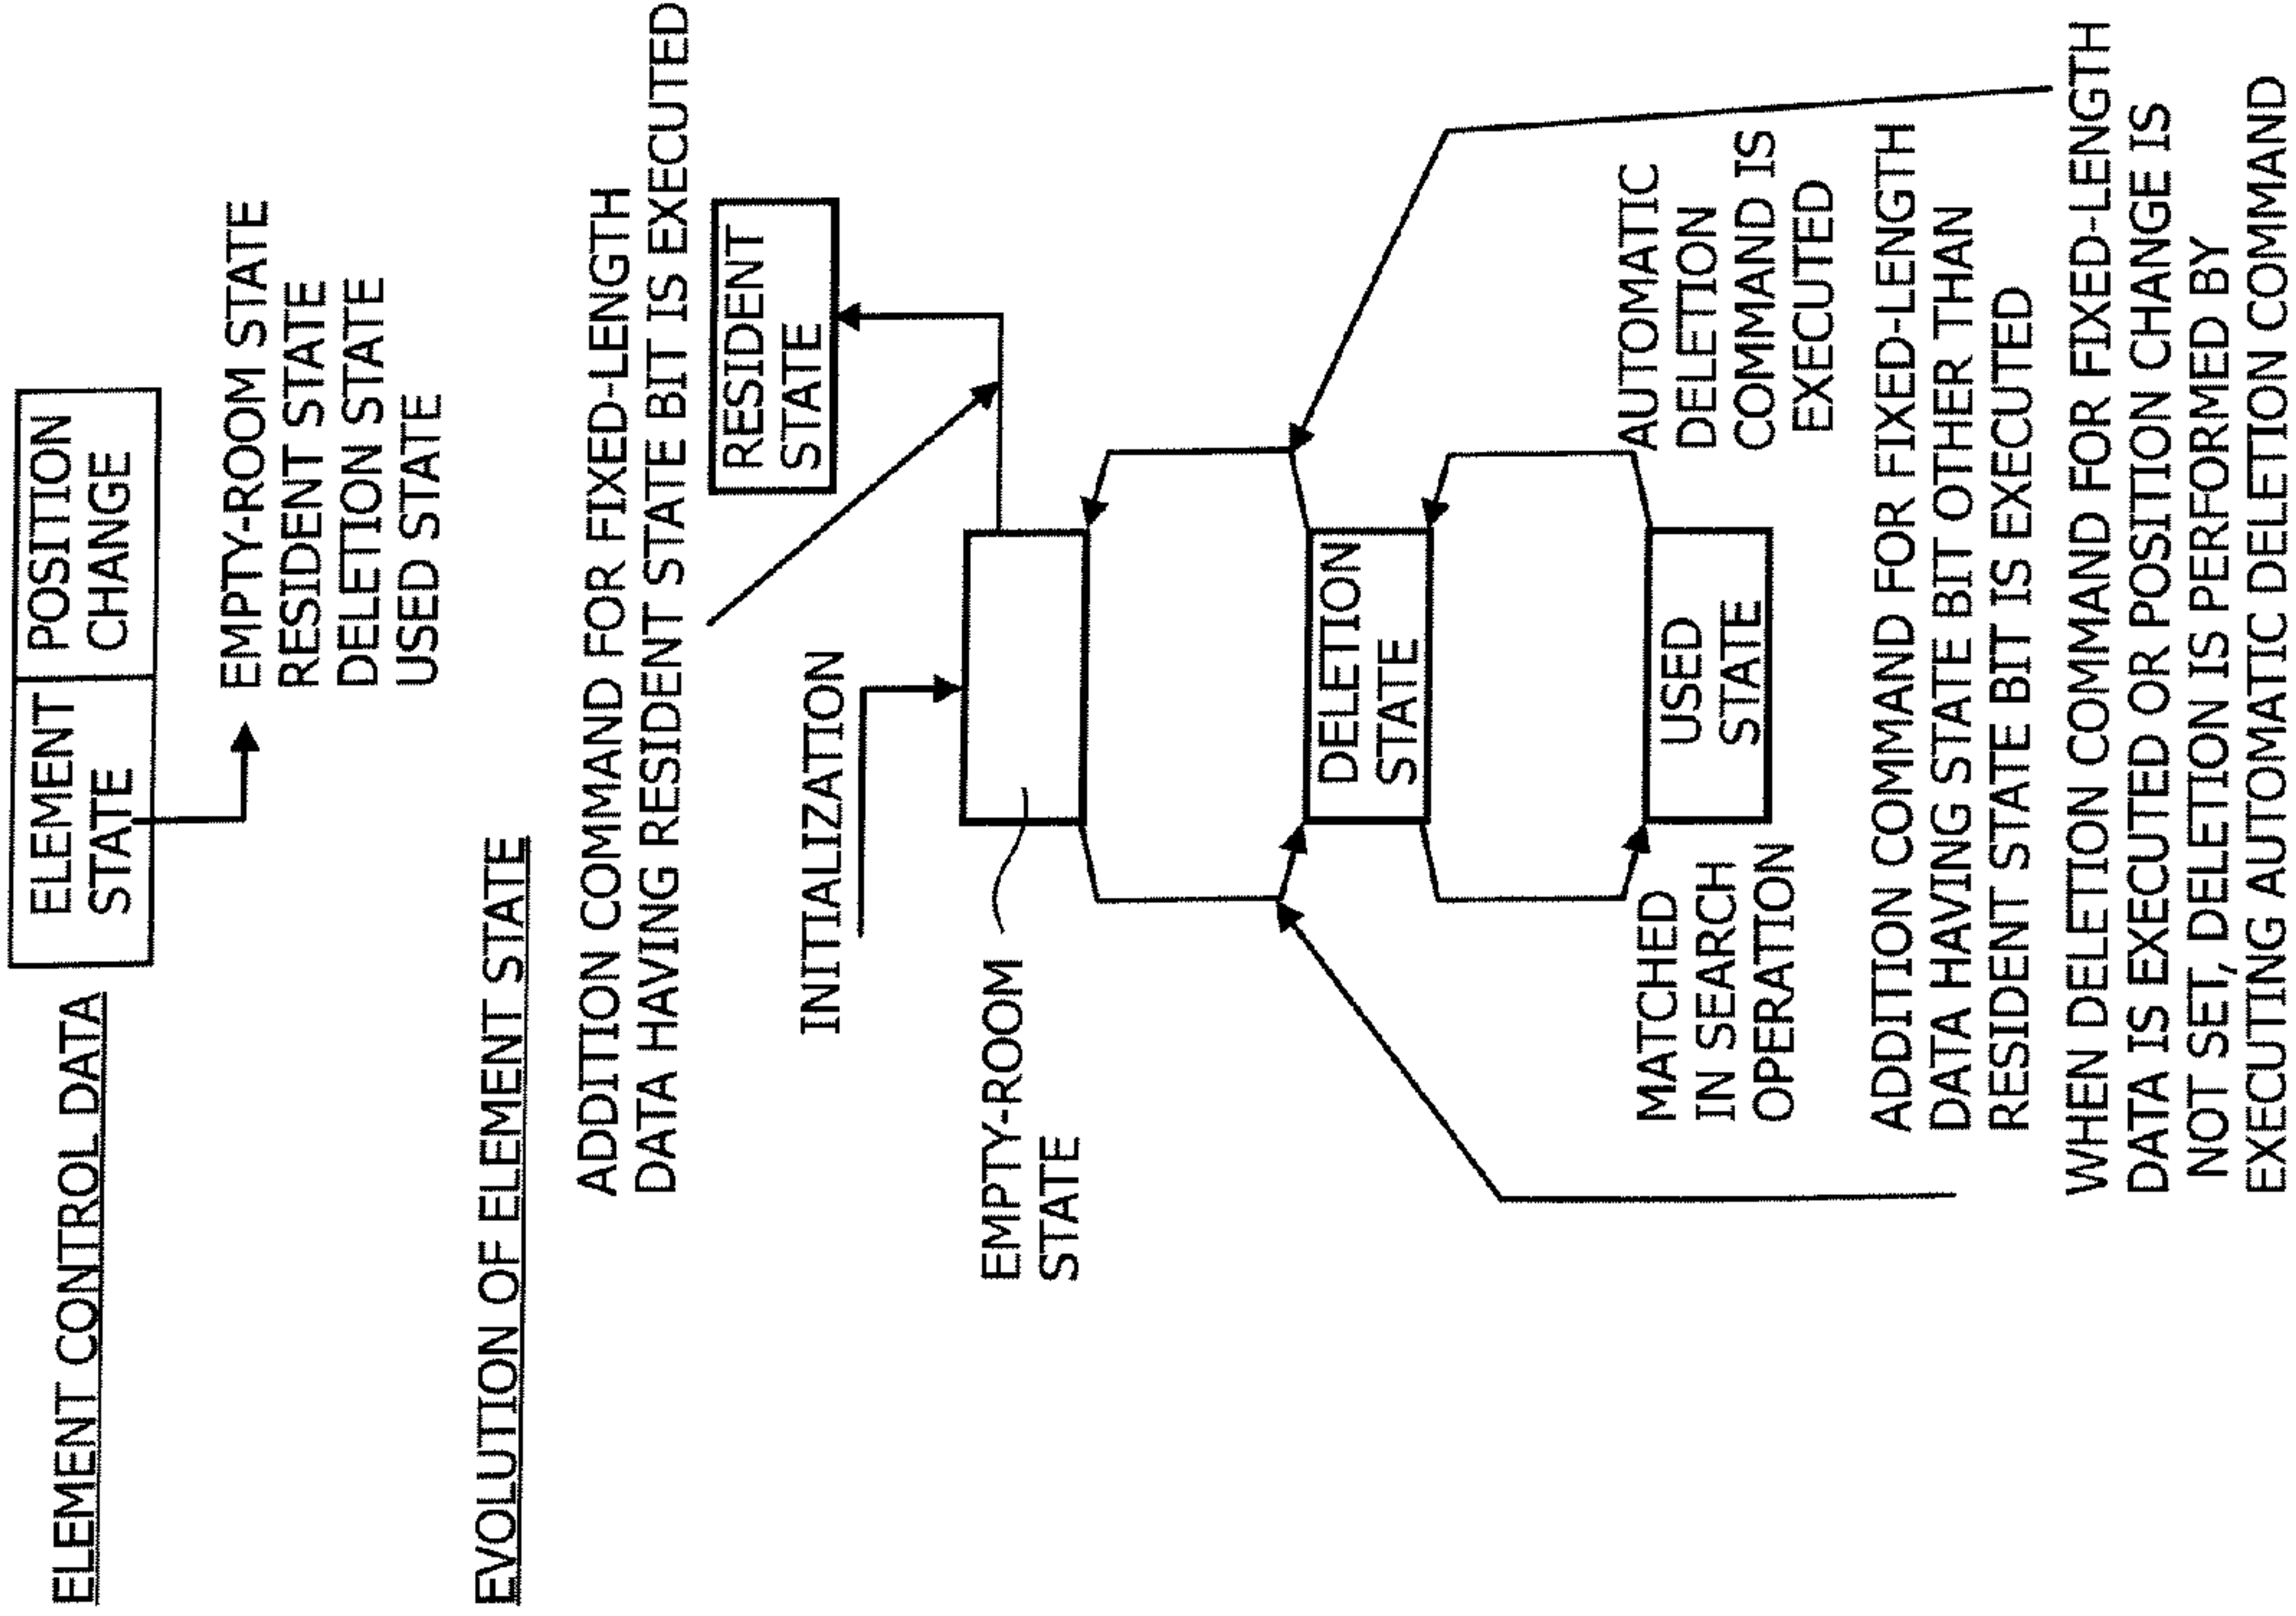 ELEMENT CONTROL DATA
ELEMENT
STATE
POSITION
CHANGE
EMPTY-ROOM STATE
RESIDENT STATE
DELETION STATE
USED STATE
EVOLUTION OF ELEMENT STATE
ADDITION COMMAND FOR FIXED-LENGTH
DATA HAVING RESIDENT STATE BIT IS EXECUTED
RESIDENT
STATE
INITIALIZATION
EMPTY-ROOM
STATE
DELETION
STATE
MATCHED
IN SEARCH
OPERATION
USED
STATE
AUTOMATIC
DELETION
COMMAND IS
EXECUTED
ADDITION COMMAND FOR FIXED-LENGTH
DATA HAVING STATE BIT OTHER THAN
RESIDENT STATE BIT IS EXECUTED
WHEN DELETION COMMAND FOR FIXED-LENGTH
DATA IS EXECUTED OR POSITION CHANGE IS
NOT SET, DELETION IS PERFORMED BY
EXECUTING AUTOMATIC DELETION COMMAND